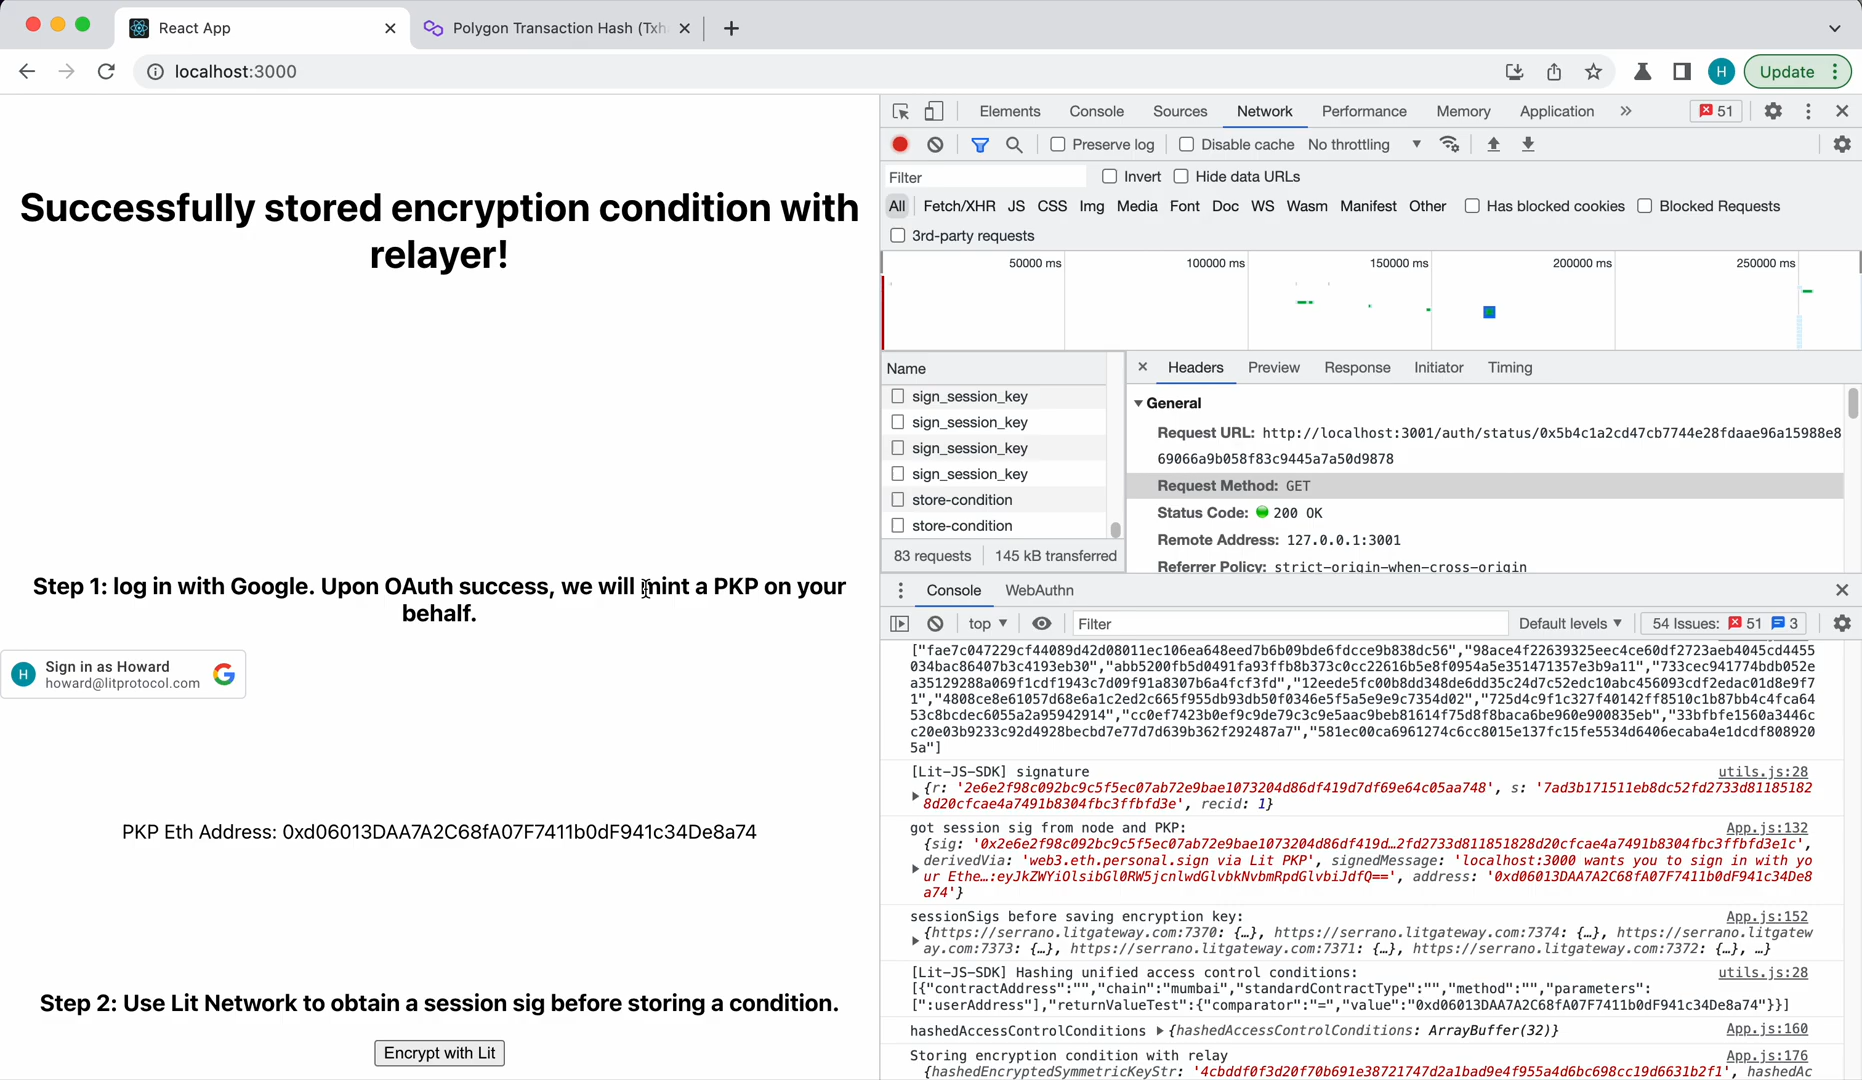 React App
Polygon Transaction Hash (Txh
localhost:3000
H
Update
Successfully stored encryption condition with
relayer!
Step 1: log in with Google. Upon OAuth success, we will mint a PKP on your
behalf.
H
Sign in as Howard
howard@litprotocol.com
PKP Eth Address: 0xd06013DAA7A2C68fA07F7411b0dF941c34De8a74
Step 2: Use Lit Network to obtain a session sig before storing a condition.
Encrypt with Lit
Elements Console Sources Network Performance Memory Application » 51
Preserve log Disable cache No throttling
Filter Invert Hide data URLs
All Fetch/XHR JS CSS Img Media Font Doc WS Wasm Manifest Other Has blocked cookies Blocked Requests
3rd-party requests
50000 ms 100000 ms 150000 ms 200000 ms 250000 ms
Name
sign_session_key
sign_session_key
sign_session_key
sign_session_key
store-condition
store-condition
83 requests 145 kB transferred
Headers Preview Response Initiator Timing
General
Request URL: http://localhost:3001/auth/status/0x5b4c1a2cd47cb7744e28fdaae96a15988e8
69066a9b058f83c9445a7a50d9878
Request Method: GET
Status Code: 200 OK
Remote Address: 127.0.0.1:3001
Referrer Policy: strict-origin-when-cross-origin
Console WebAuthn
top Filter Default levels 54 Issues: 51 3
["fae7c047229cf44089d42d08011ec106ea648eed7b6b09bde6fdcce9b838dc56","98ace4f22639325eec4ce60df2723aeb4045cd4455
034bac86407b3c4193eb30","abb5200fb5d0491fa93ffb8b373c0cc22616b5e8f0954a5e351471357e3b9a11","733cec941774bdb052e
a35129288a069f1cdf1943c7d09f91a8307b6a4fcf3fd","12eede5fc00b8dd348de6dd35c24d7c52edc10abc456093cdf2edac01d8e9f7
1","4808ce8e61057d68e6a1c2ed2c665f955db93db50f0346e5f5a5e9e9c7354d02","725d4c9f1c327f40142ff8510c1b87bb4c4fca64
53c8bcdec6055a2a95942914","cc0ef7423b0ef9c9de79c3c9e5aac9beb81614f75d8f8baca6be960e900835eb","33bfbfe1560a3446cc
c20e03b9233c92d4928becbd7e77d7d639b362f292487a7","581ec00ca6961274c6cc8015e137fc15fe5534d6406ecaba4e1dcdf808920
5a"]
[Lit-JS-SDK] signature utils.js:28
{r: '2e6e2f98c092bc9c5f5ec07ab72e9bae1073204d86df419d7df69e64c05aa748', s: '7ad3b171511eb8dc52fd2733d81185182
8d20cfcae4a7491b8304fbc3ffbfd3e', recid: 1}
got session sig from node and PKP: App.js:132
{sig: '0x2e6e2f98c092bc9c5f5ec07ab72e9bae1073204d86df419d…2fd2733d811851828d20cfcae4a7491b8304fbc3ffbfd3e1c',
derivedVia: 'web3.eth.personal.sign via Lit PKP', signedMessage: 'localhost:3000 wants you to sign in with yo
ur Ethe…:eyJkZWYiOlsibGl0RW5jcnlwdGlvbkNvbmRpdGlvbiJdfQ==', address: '0xd06013DAA7A2C68fA07F7411b0dF941c34De8
a74'}
sessionSigs before saving encryption key: App.js:152
{https://serrano.litgateway.com:7370: {…}, https://serrano.litgateway.com:7374: {…}, https://serrano.litgatew
ay.com:7373: {…}, https://serrano.litgateway.com:7371: {…}, https://serrano.litgateway.com:7372: {…}, …}
[Lit-JS-SDK] Hashing unified access control conditions: utils.js:28
[{"contractAddress":"","chain":"mumbai","standardContractType":"","method":"","parameters":
[":userAddress"],"returnValueTest":{"comparator":"=","value":"0xd06013DAA7A2C68fA07F7411b0dF941c34De8a74"}}]
hashedAccessControlConditions {hashedAccessControlConditions: ArrayBuffer(32)} App.js:160
Storing encryption condition with relay App.js:176
{hashedEncryptedSymmetricKeyStr: '4cbddf0f3d20f70b691e38721747d2a1bad9e4f955a4d6bc698cc19d6631b2f1', hashedAc